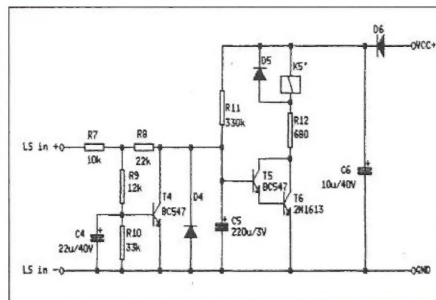 D6
VCC+
D5
KS*
R11
330k
R12
680
LS in +
R7
10k
R8
22k
R9
12k
T4
BC547
D4
T5
BC547
T6
2N1613
C6
10u/40V
C4
22u/40V
R10
33k
C5
220u/3V
LS in -
GND